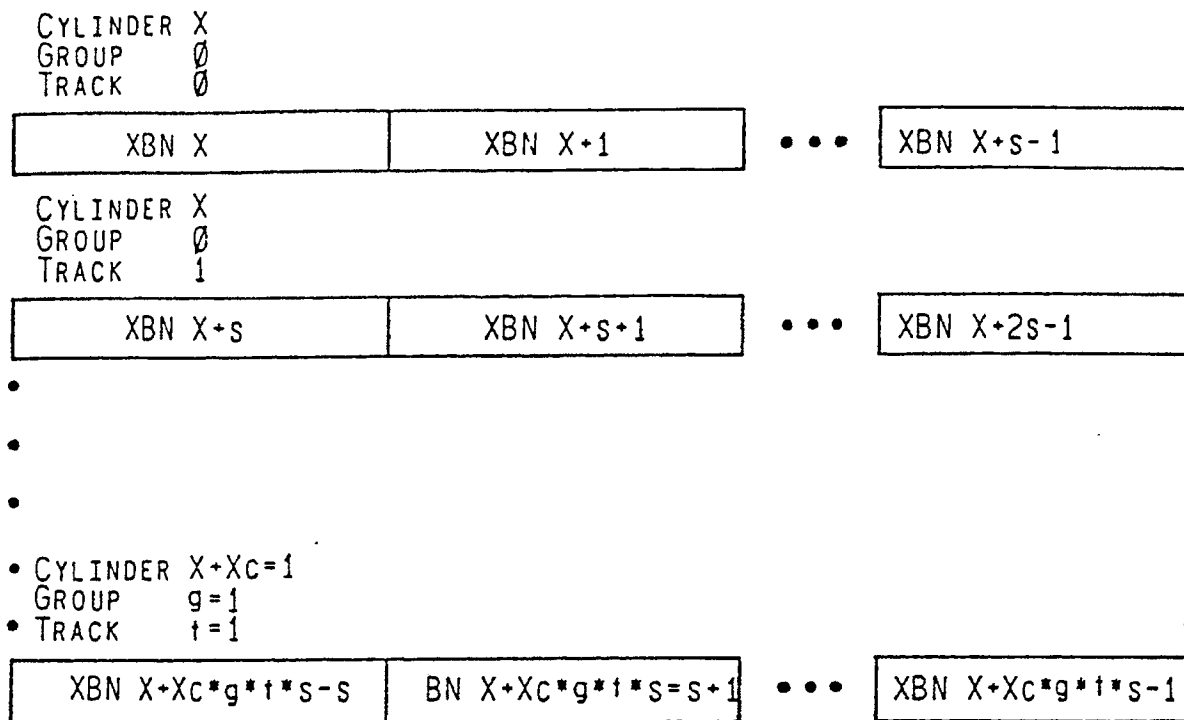 CYLINDER X
GROUP Ø
TRACK Ø
XBN X XBN X+1 ••• XBN X+s-1
CYLINDER X
GROUP Ø
TRACK 1
XBN X+s XBN X+s+1 ••• XBN X+2s-1
•
•
•
• CYLINDER X+Xc=1
GROUP g=1
• TRACK t=1
XBN X+Xc*g*t*s-s BN X+Xc*g*t*s=s+1 ••• XBN X+Xc*g*t*s-1